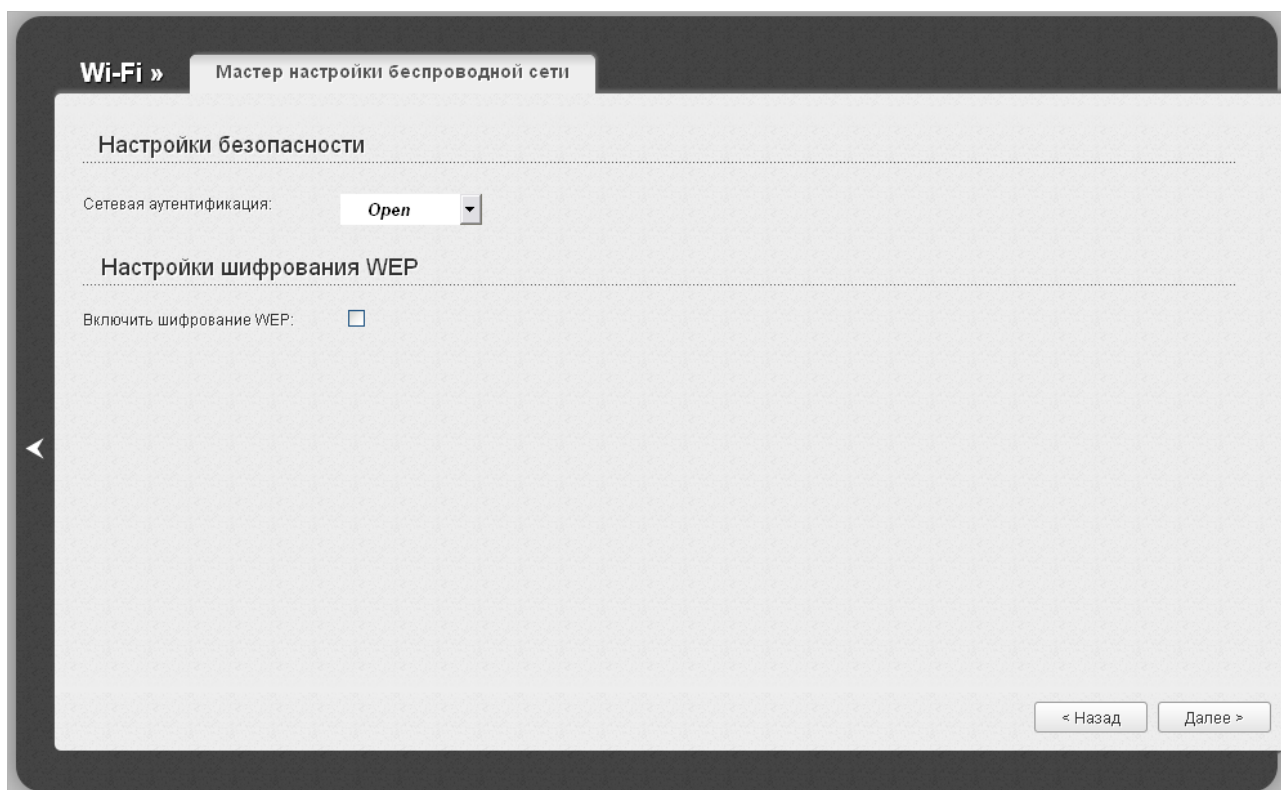 Wi-Fi » Мастер настройки беспроводной сети
Настройки безопасности
Сетевая аутентификация: Open
Настройки шифрования WEP
Включить шифрование WEP:
< Назад Далее >